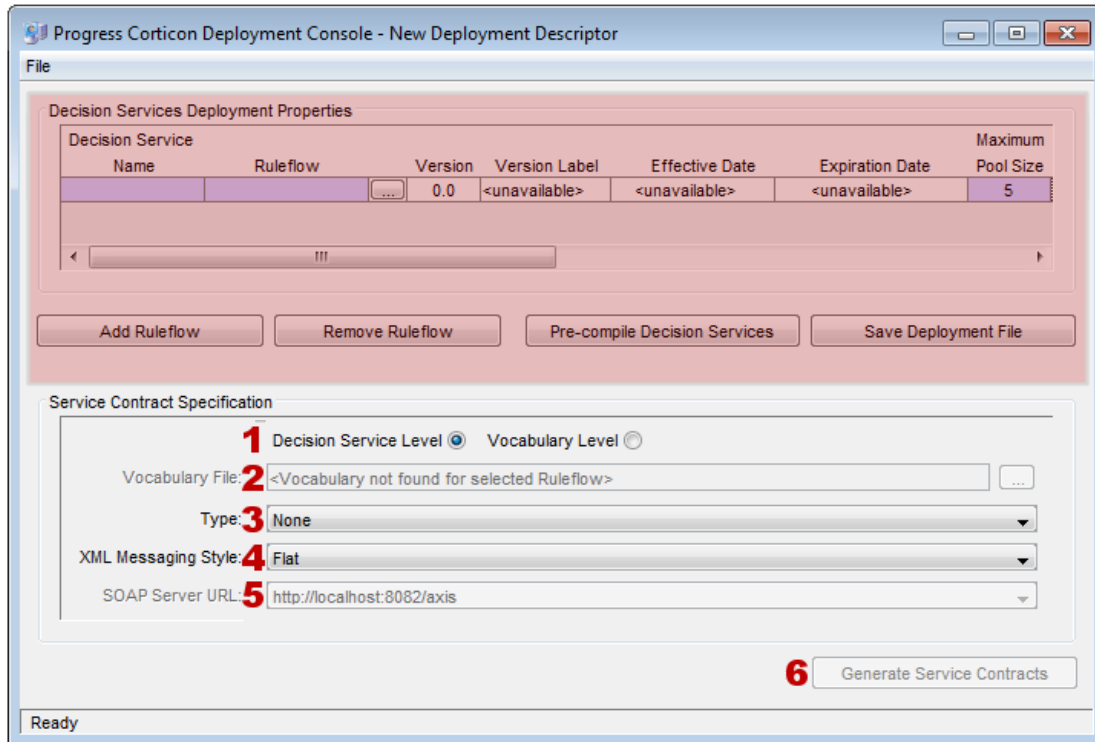 Progress Corticon Deployment Console - New Deployment Descriptor
File
Decision Services Deployment Properties
Decision Service Maximum
Name Ruleflow Version Version Label Effective Date Expiration Date Pool Size
... 0.0 <unavailable> <unavailable> <unavailable> 5
Add Ruleflow Remove Ruleflow Pre-compile Decision Services Save Deployment File
Service Contract Specification
1 Decision Service Level Vocabulary Level
Vocabulary File: 2 <Vocabulary not found for selected Ruleflow> ...
Type: 3 None
XML Messaging Style: 4 Flat
SOAP Server URL: 5 http://localhost:8082/axis
6 Generate Service Contracts
Ready